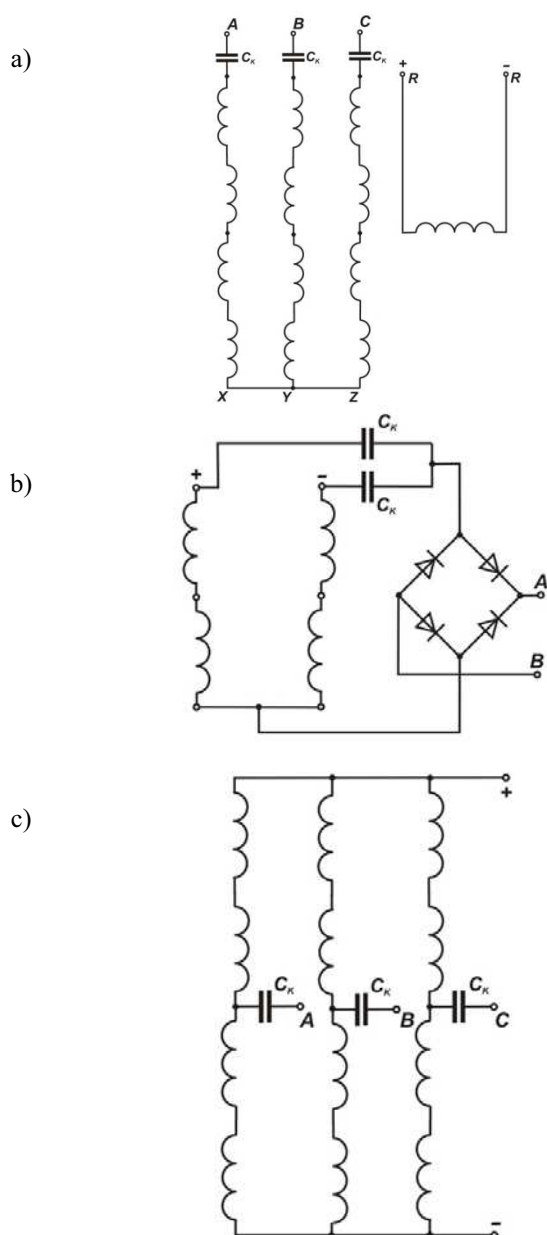 A B C
a)
C_K C_K C_K
+ -
R R
X Y Z
C_K
b)
+ -
C_K
A
B
+
c)
C_K C_K C_K
A B C
-